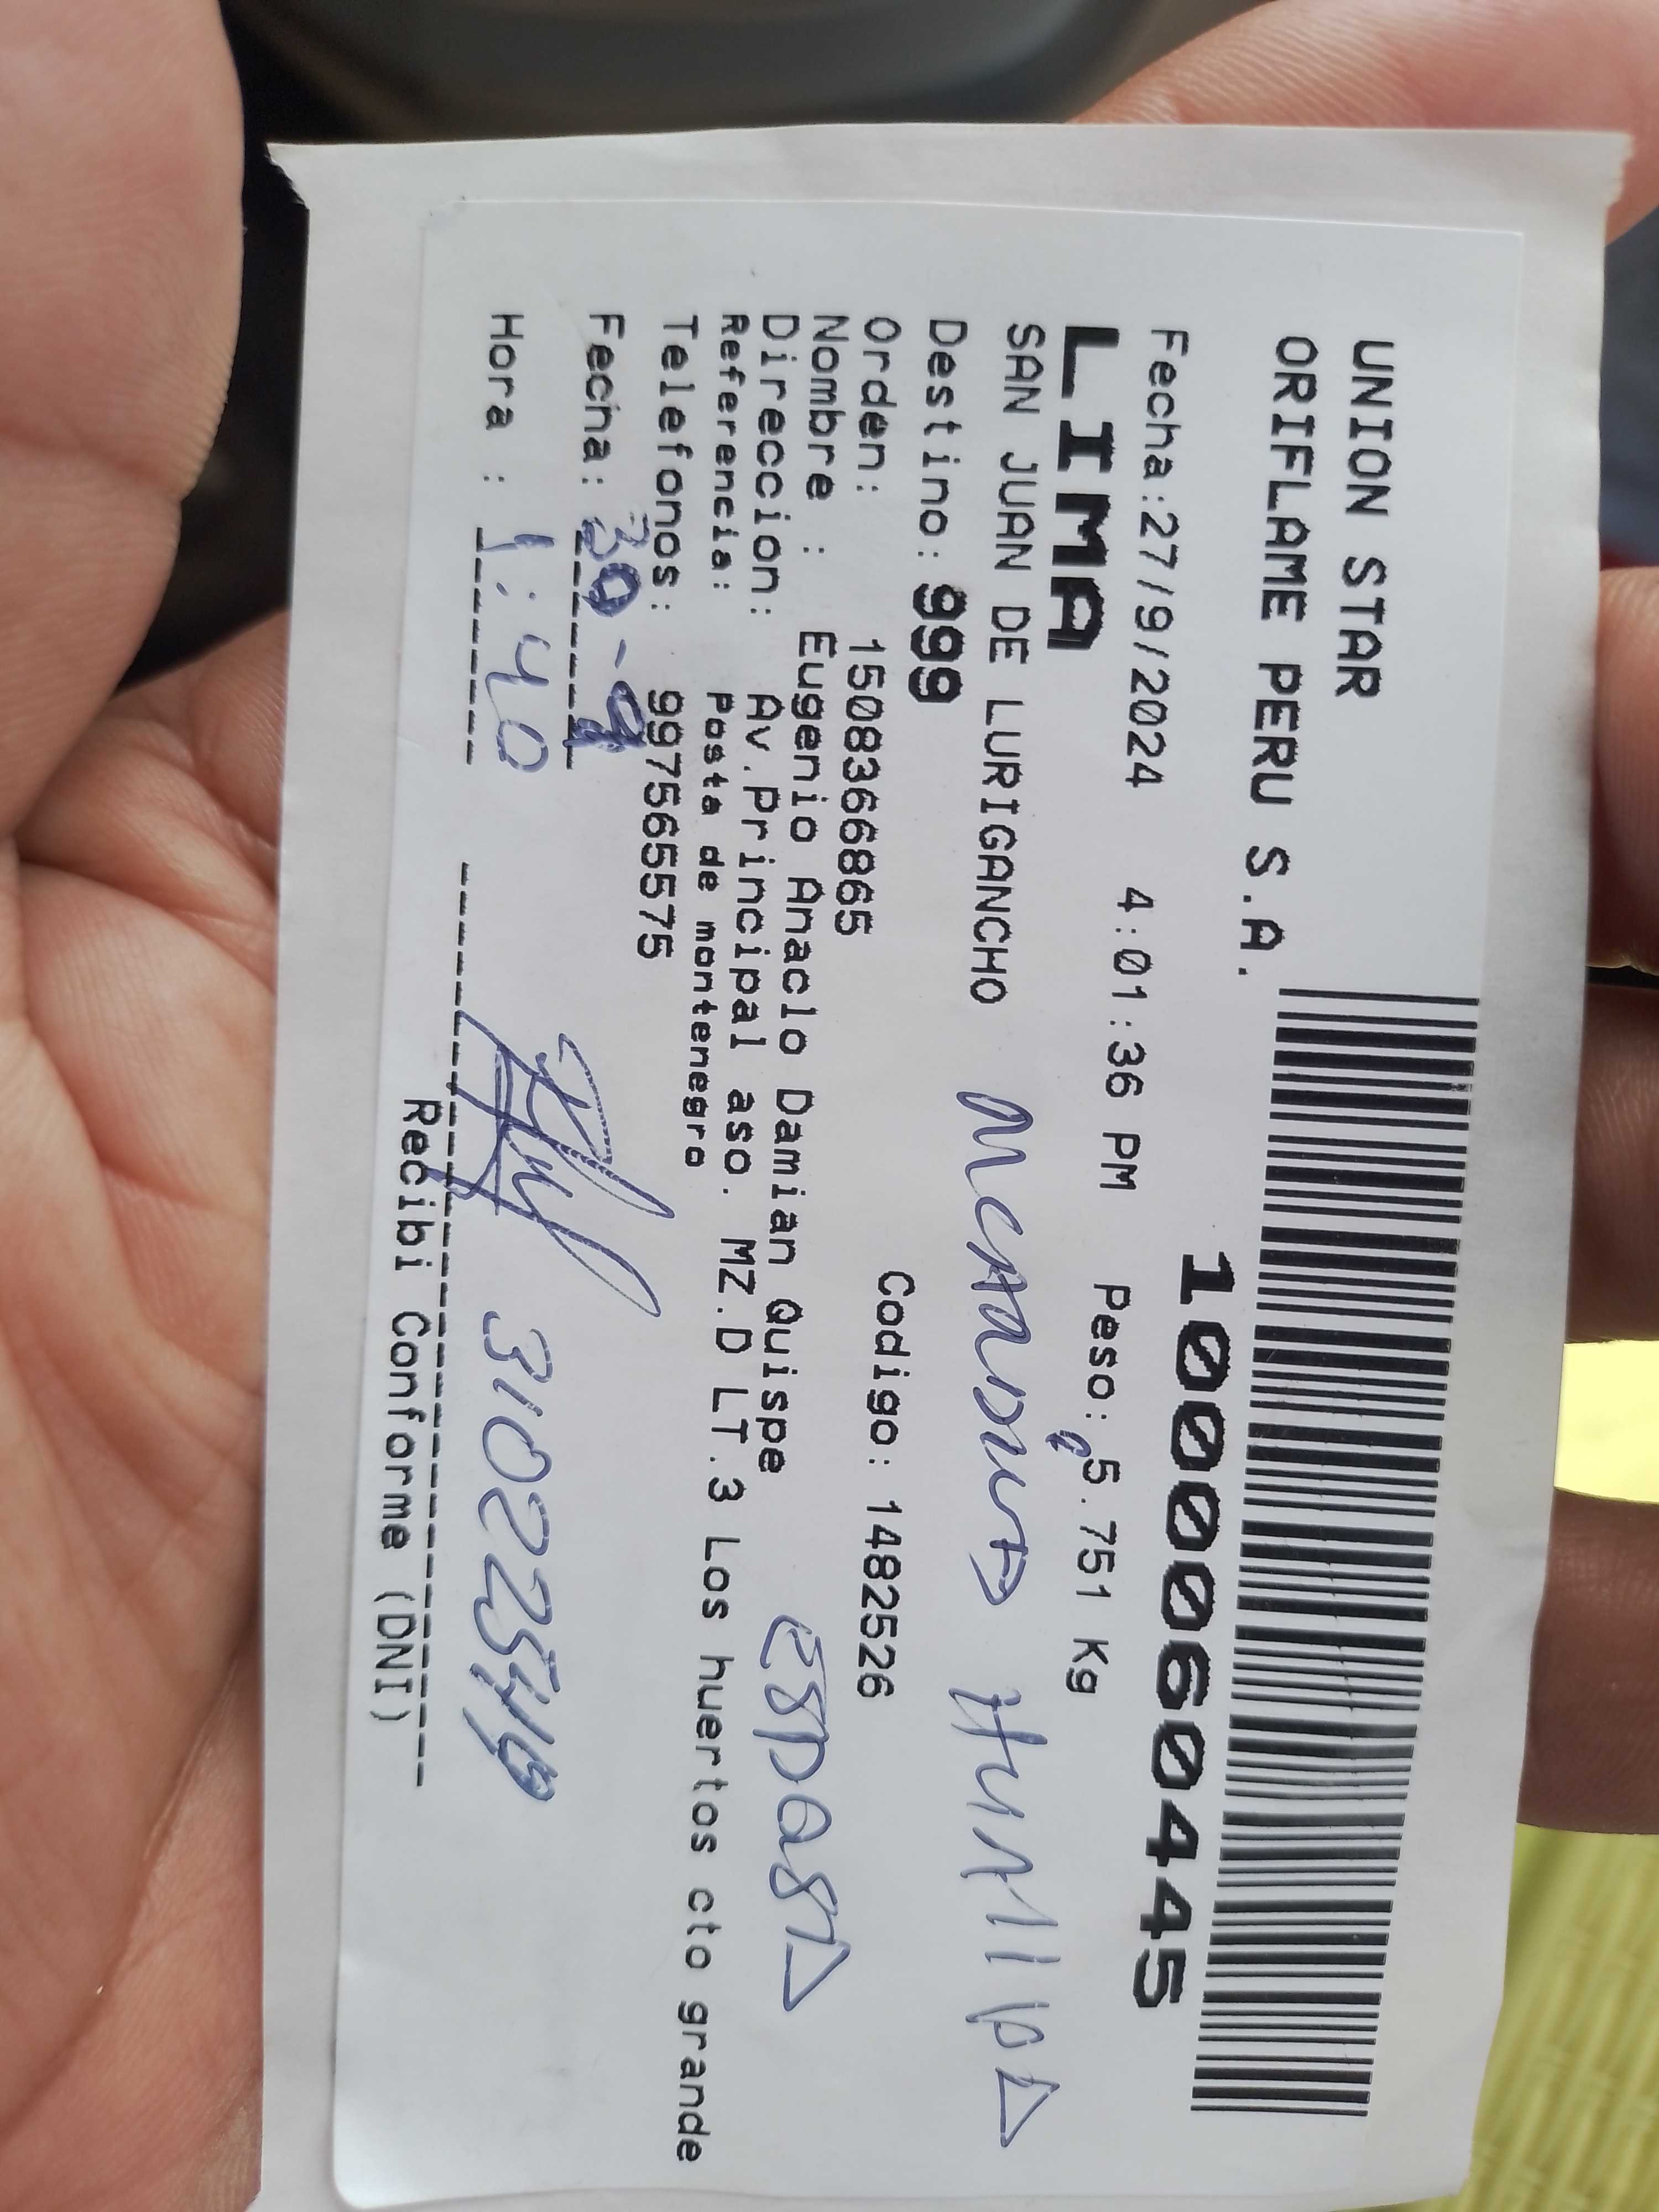 UNION STAR
ORIFLAME PERU S.A.
10000060445
Fecha:27/9/2024 4:01:36 PM Peso: 5.751 Kg
LIMA
SAN JUAN DE LURIGANCHO
Destino: 999
Orden: 1508366865 Codigo: 1482526
Nombre : Eugenio Anaclo Damian Quispe
esposa
Direccion: Av.Principal aso. MZ.D LT.3 Los huertos cto grande
Referencia: Posta de montenegro
Telefonos: 997565575
Fecha: 30-9
Hora : 1:40
Recibi Conforme (DNI)